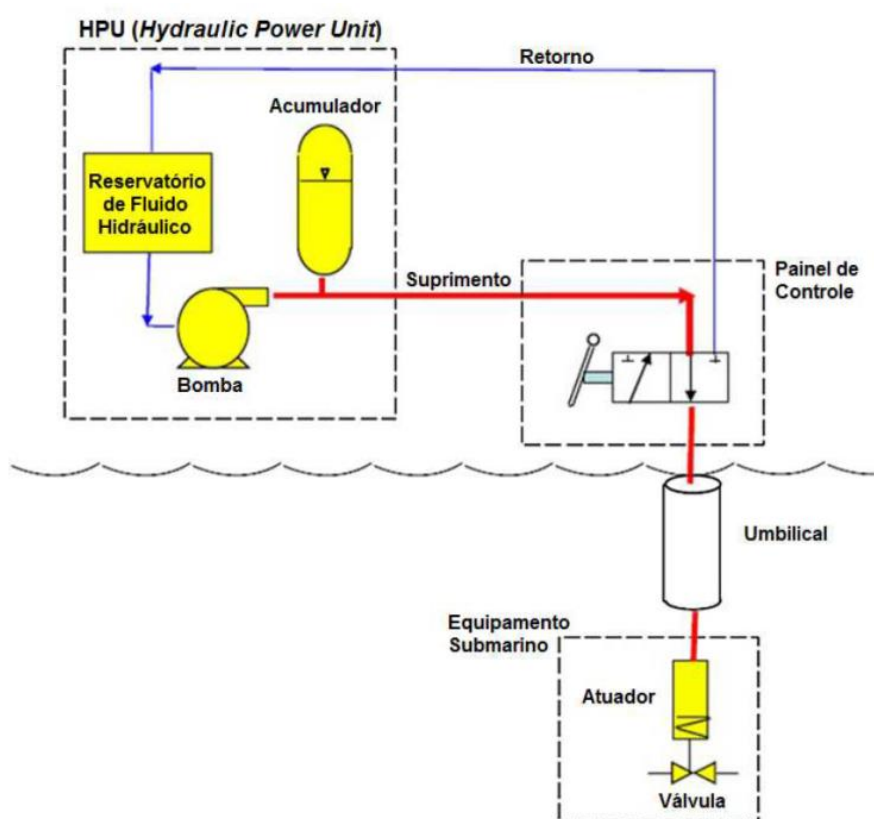 HPU (Hydraulic Power Unit)
Retorno
Acumulador
Reservatório
de Fluido
Hidráulico
Suprimento
Painel de
Controle
Bomba
Umbilical
Equipamento
Submarino
Atuador
Válvula